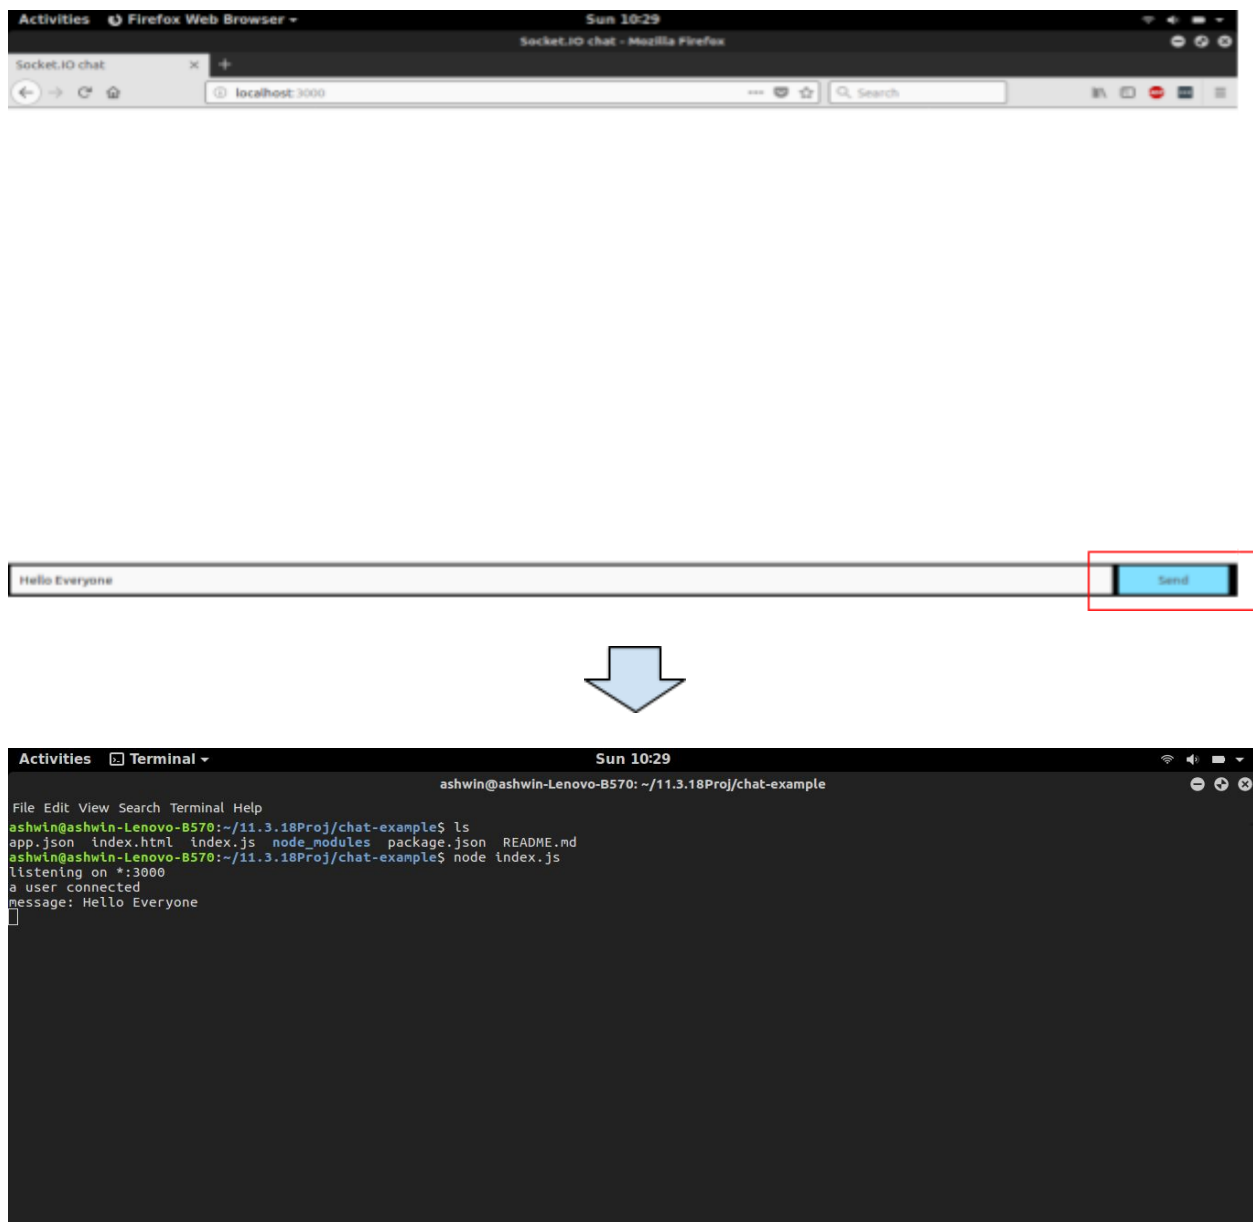 Activities Firefox Web Browser Sun 10:29
Socket.IO chat - Mozilla Firefox
Socket.IO chat
localhost:3000 Search
Hello Everyone Send
Activities Terminal Sun 10:29
ashwin@ashwin-Lenovo-B570: ~/11.3.18Proj/chat-example
File Edit View Search Terminal Help
ashwin@ashwin-Lenovo-B570:~/11.3.18Proj/chat-example$ ls
app.json index.html index.js node_modules package.json README.md
ashwin@ashwin-Lenovo-B570:~/11.3.18Proj/chat-example$ node index.js
listening on *:3000
a user connected
message: Hello Everyone